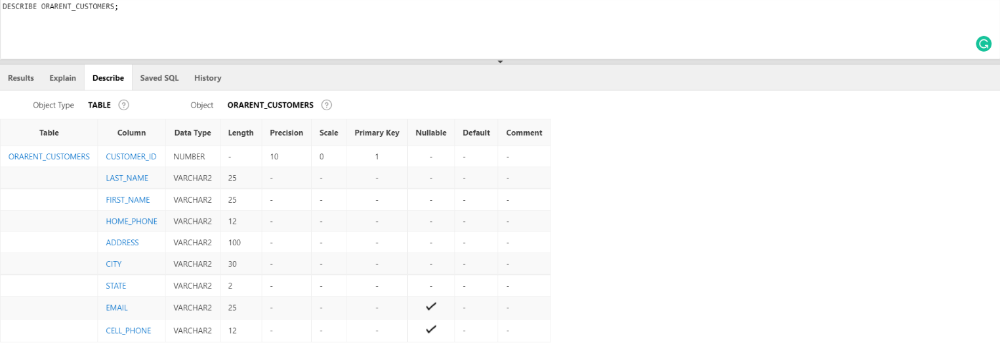 DESCRIBE ORARENT_CUSTOMERS;
Results Explain Describe Saved SQL History
Object Type TABLE ? Object ORARENT_CUSTOMERS ?
Table Column Data Type Length Precision Scale Primary Key Nullable Default Comment
ORARENT_CUSTOMERS CUSTOMER_ID NUMBER - 10 0 1 - - -
LAST_NAME VARCHAR2 25 - - - - - -
FIRST_NAME VARCHAR2 25 - - - - - -
HOME_PHONE VARCHAR2 12 - - - - - -
ADDRESS VARCHAR2 100 - - - - - -
CITY VARCHAR2 30 - - - - - -
STATE VARCHAR2 2 - - - - - -
EMAIL VARCHAR2 25 - - - ✓ - -
CELL_PHONE VARCHAR2 12 - - - ✓ - -